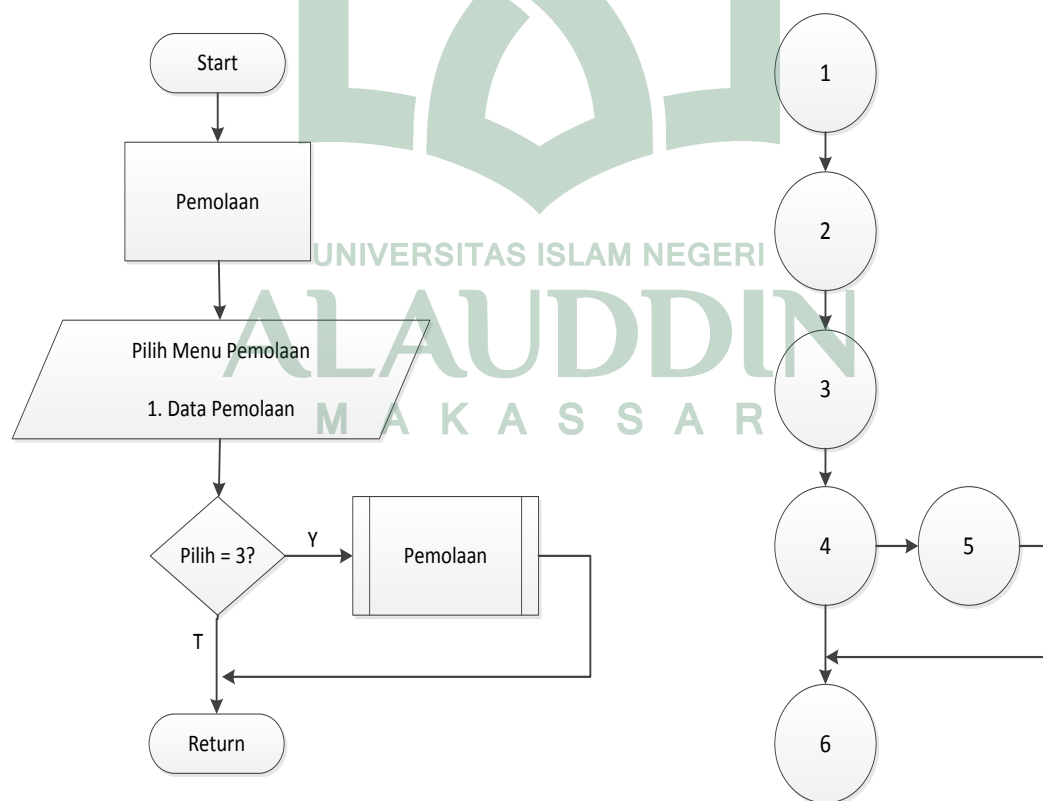 Start
Pemolaan
Pilih Menu Pemolaan
1. Data Pemolaan
Pilih = 3?
Y
Pemolaan
T
Return
1
2
3
4
5
6
UNIVERSITAS ISLAM NEGERI
ALAUDDIN
MAKASSAR